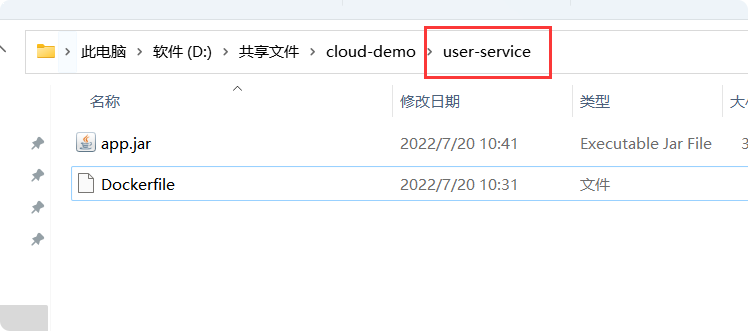 此电脑 › 软件 (D:) › 共享文件 › cloud-demo › user-service
名称 修改日期 类型 大
app.jar 2022/7/20 10:41 Executable Jar File 3
Dockerfile 2022/7/20 10:31 文件